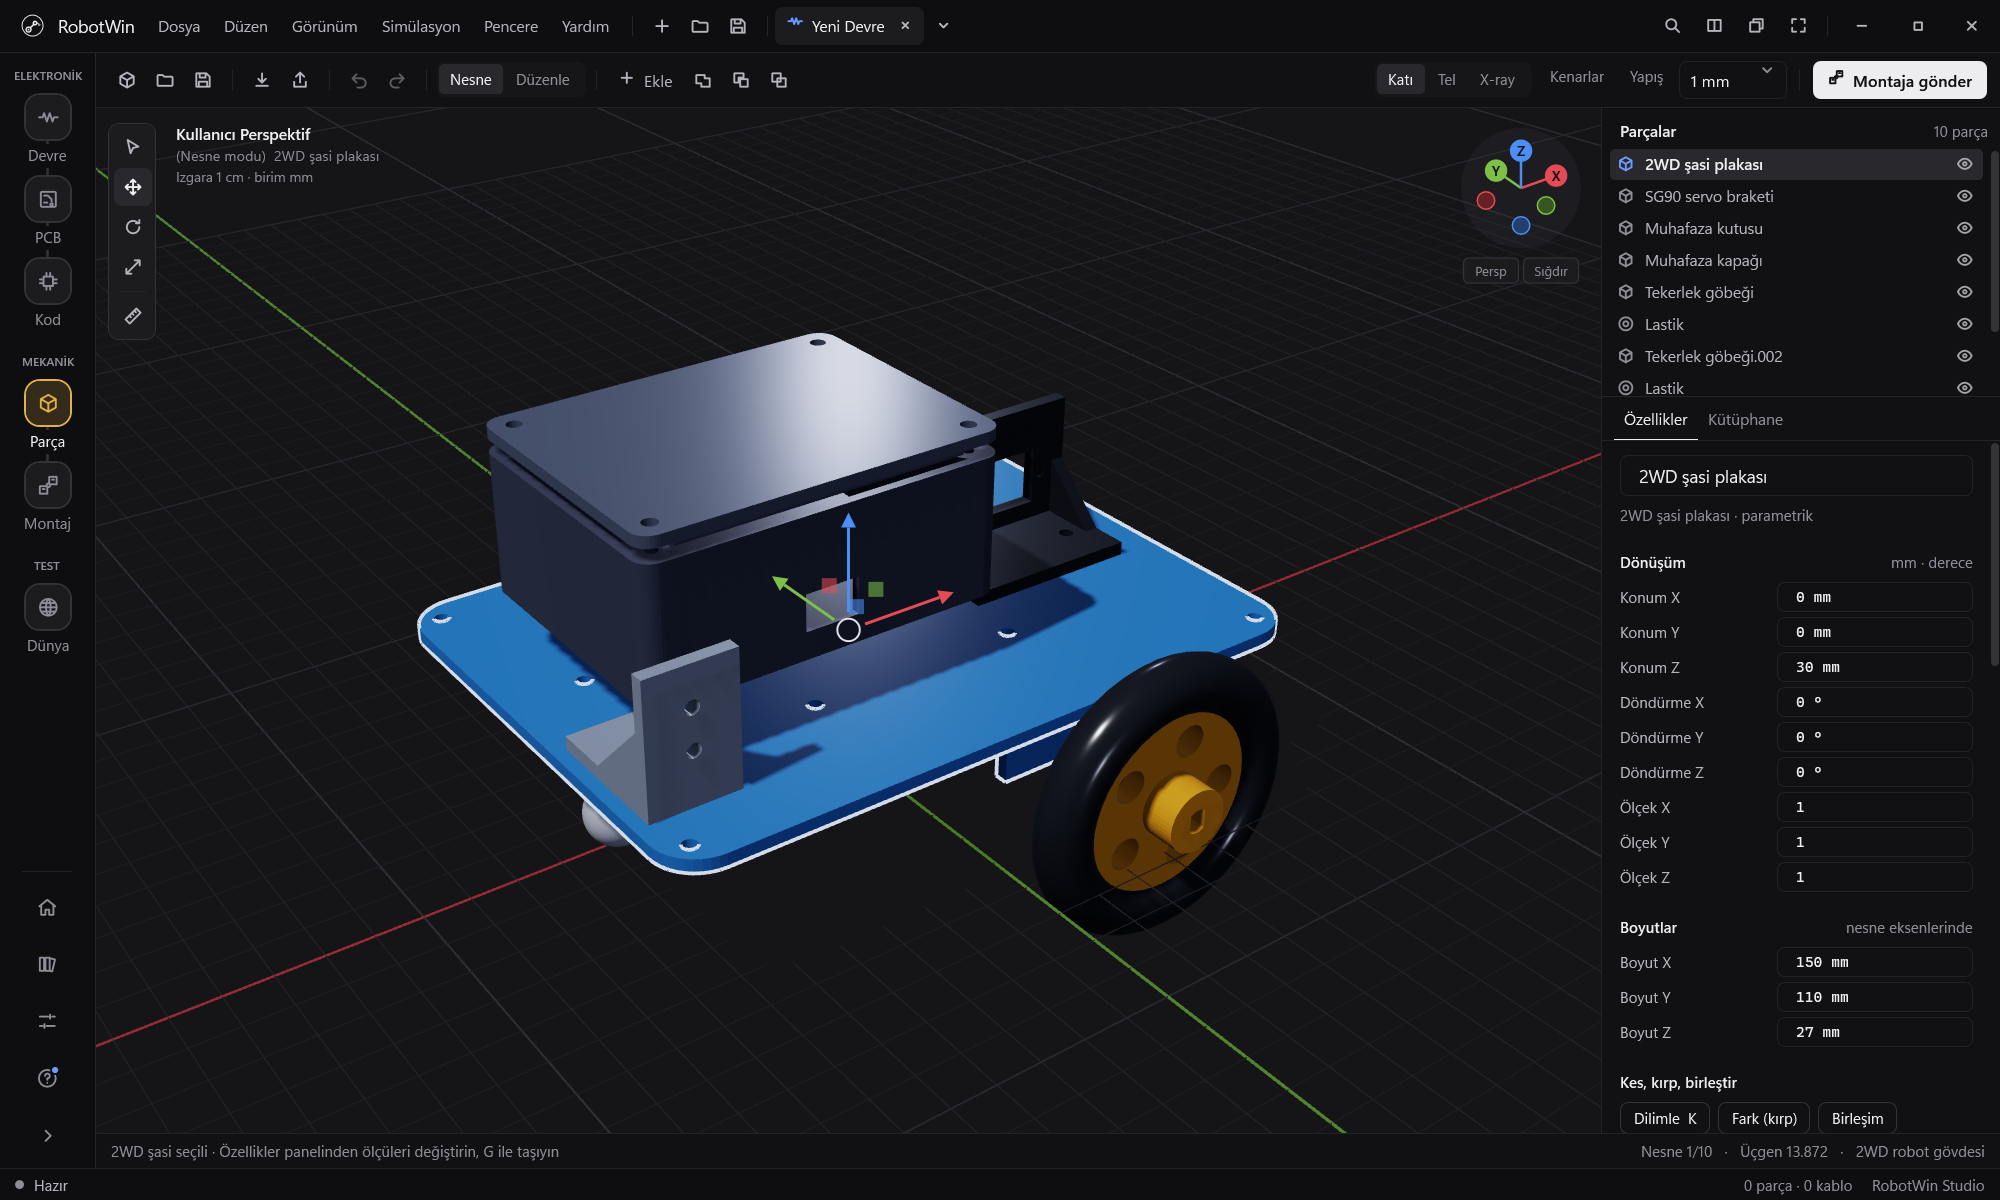 RobotWin Dosya Düzen Görünüm Simülasyon Pencere Yardım Yeni Devre
Nesne Düzenle Ekle Katı Tel X-ray Kenarlar Yapış 1 mm Montaja gönder
ELEKTRONİK
Devre
PCB
Kod
MEKANİK
Parça
Montaj
TEST
Dünya
Kullanıcı Perspektif
(Nesne modu) 2WD şasi plakası
Izgara 1 cm · birim mm
Z
Y
X
Persp Sığdır
Parçalar 10 parça
2WD şasi plakası
SG90 servo braketi
Muhafaza kutusu
Muhafaza kapağı
Tekerlek göbeği
Lastik
Tekerlek göbeği.002
Lastik
Özellikler Kütüphane
2WD şasi plakası
2WD şasi plakası · parametrik
Dönüşüm mm · derece
Konum X 0 mm
Konum Y 0 mm
Konum Z 30 mm
Döndürme X 0 °
Döndürme Y 0 °
Döndürme Z 0 °
Ölçek X 1
Ölçek Y 1
Ölçek Z 1
Boyutlar nesne eksenlerinde
Boyut X 150 mm
Boyut Y 110 mm
Boyut Z 27 mm
Kes, kırp, birleştir
Dilimle K Fark (kırp) Birleşim
2WD şasi seçili · Özellikler panelinden ölçüleri değiştirin, G ile taşıyın
Nesne 1/10 · Üçgen 13.872 · 2WD robot gövdesi
Hazır
0 parça · 0 kablo RobotWin Studio